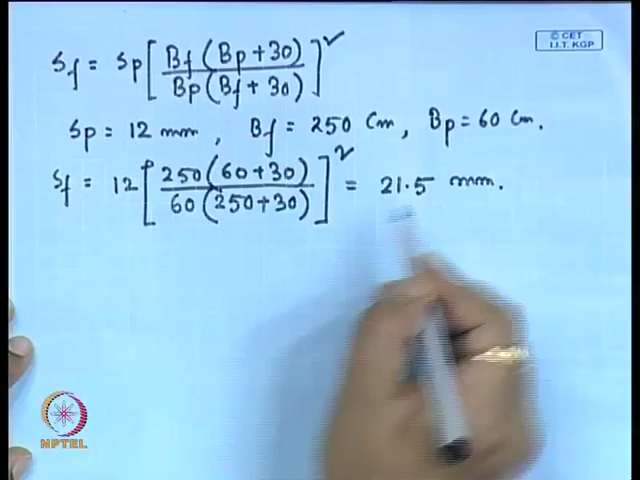 © CET
I.I.T. KGP
Sf = Sp [ Bf (Bp + 30) / Bp (Bf + 30) ]²
Sp = 12 mm, Bf = 250 Cm, Bp = 60 Cm.
Sf = 12 [ 250 (60 + 30) / 60 (250 + 30) ]² = 21.5 mm.
NPTEL